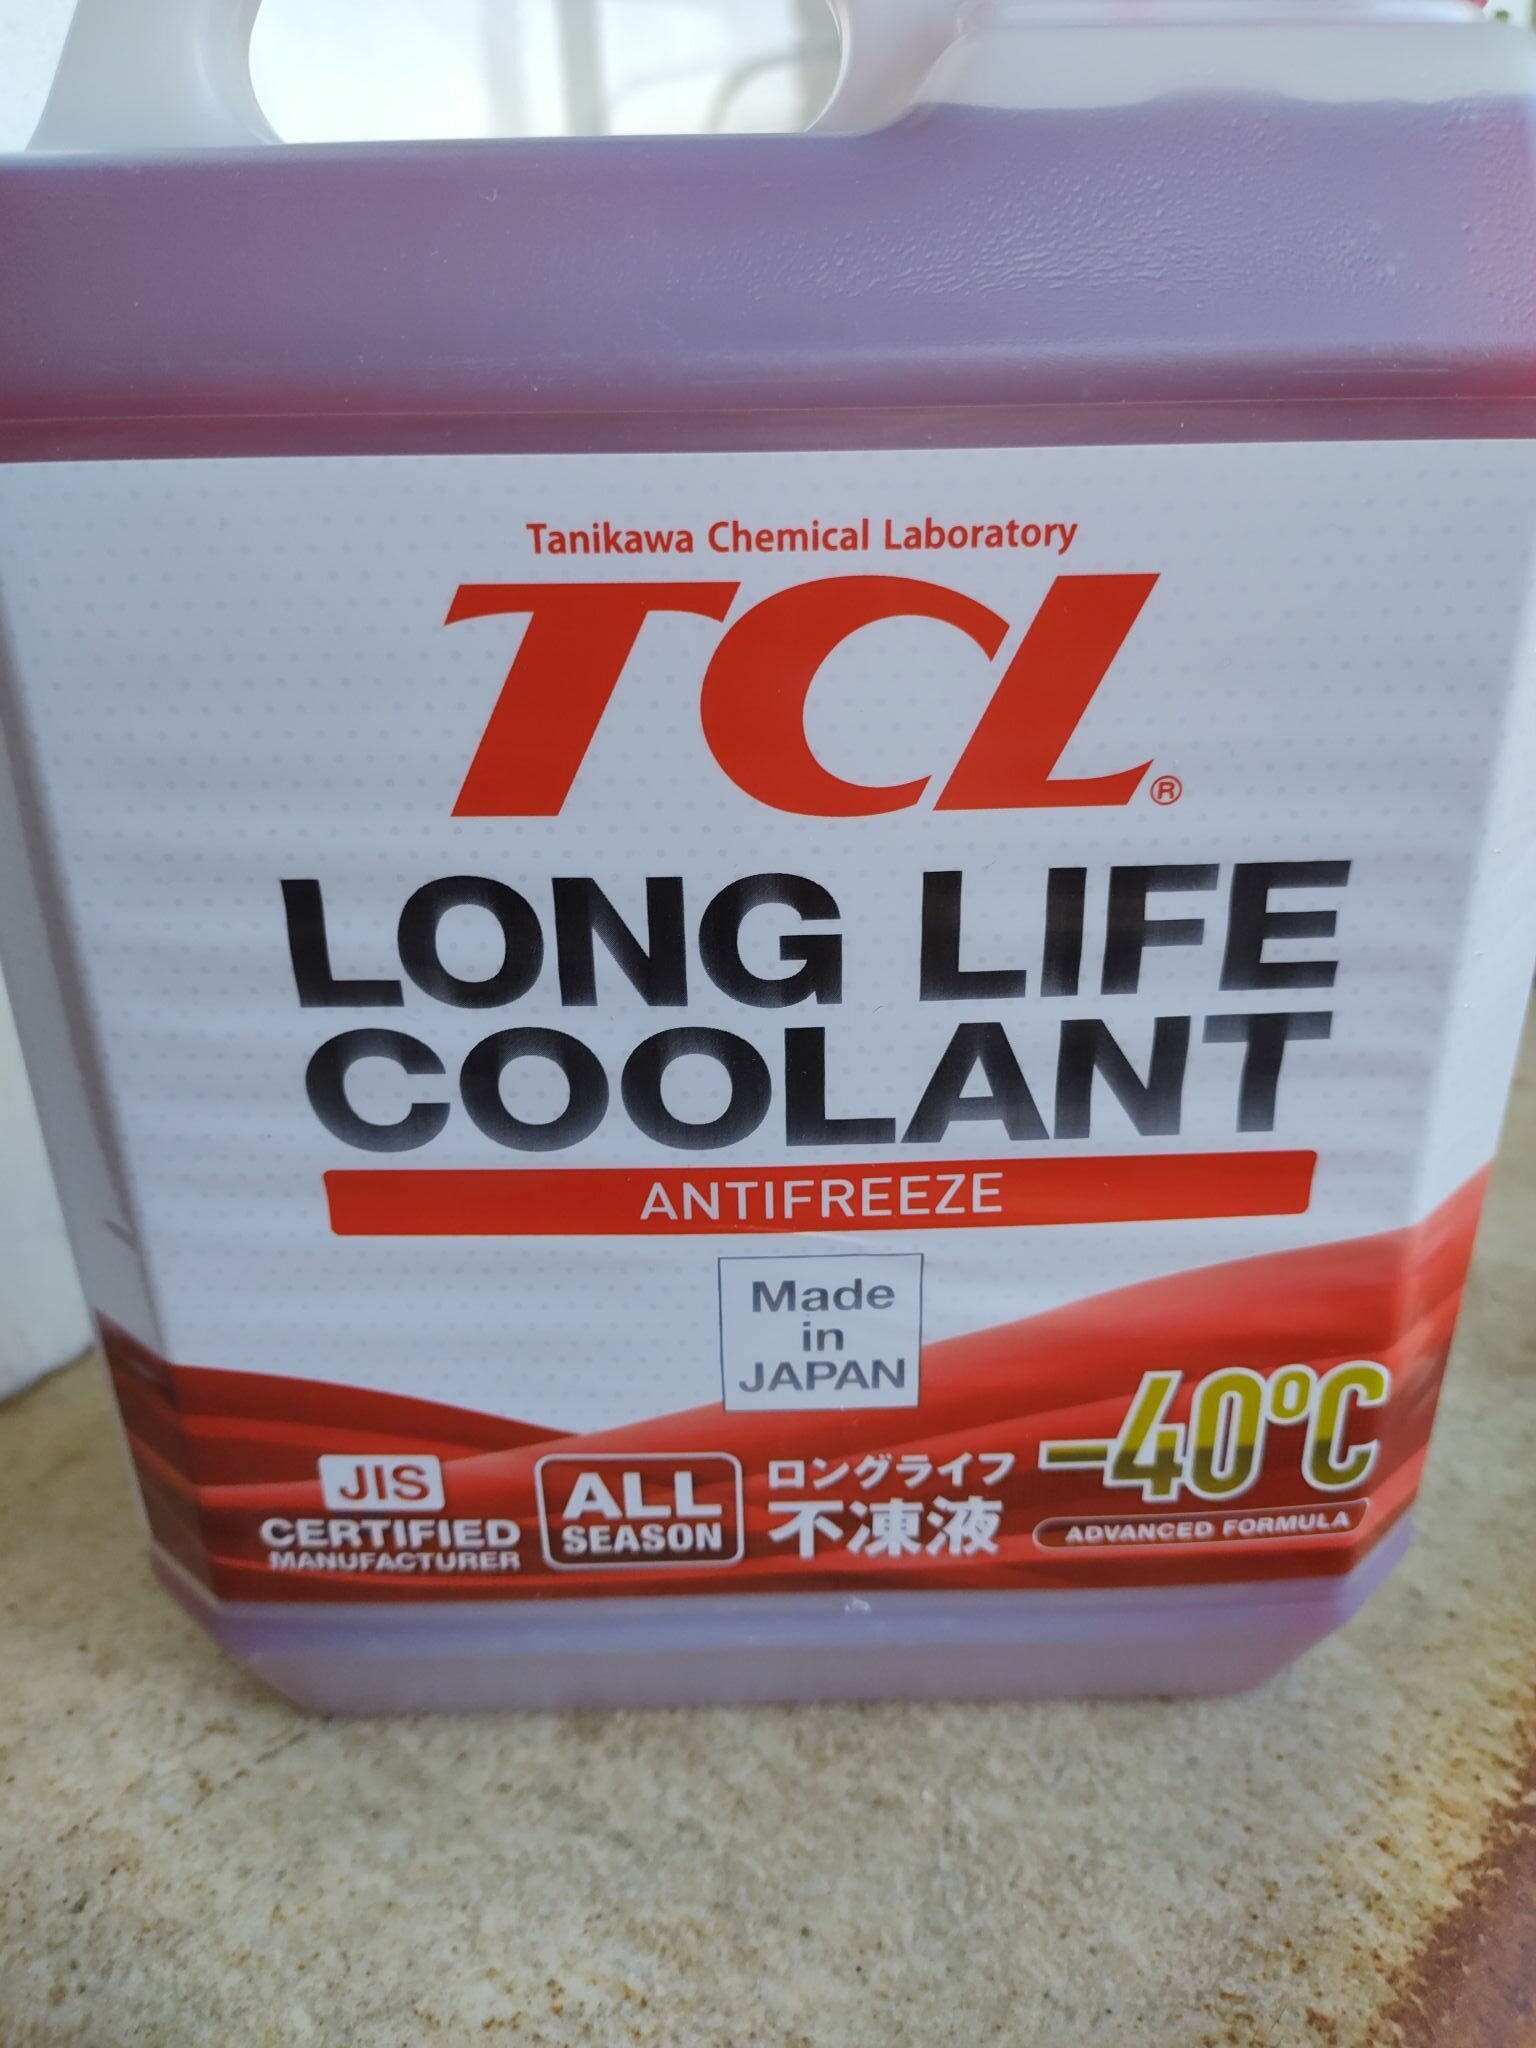 Tanikawa Chemical Laboratory
TCL®
LONG LIFE
COOLANT
ANTIFREEZE
Made
in
JAPAN
JIS
CERTIFIED
MANUFACTURER
ALL
SEASON
ロングライフ
不凍液
-40°C
ADVANCED FORMULA